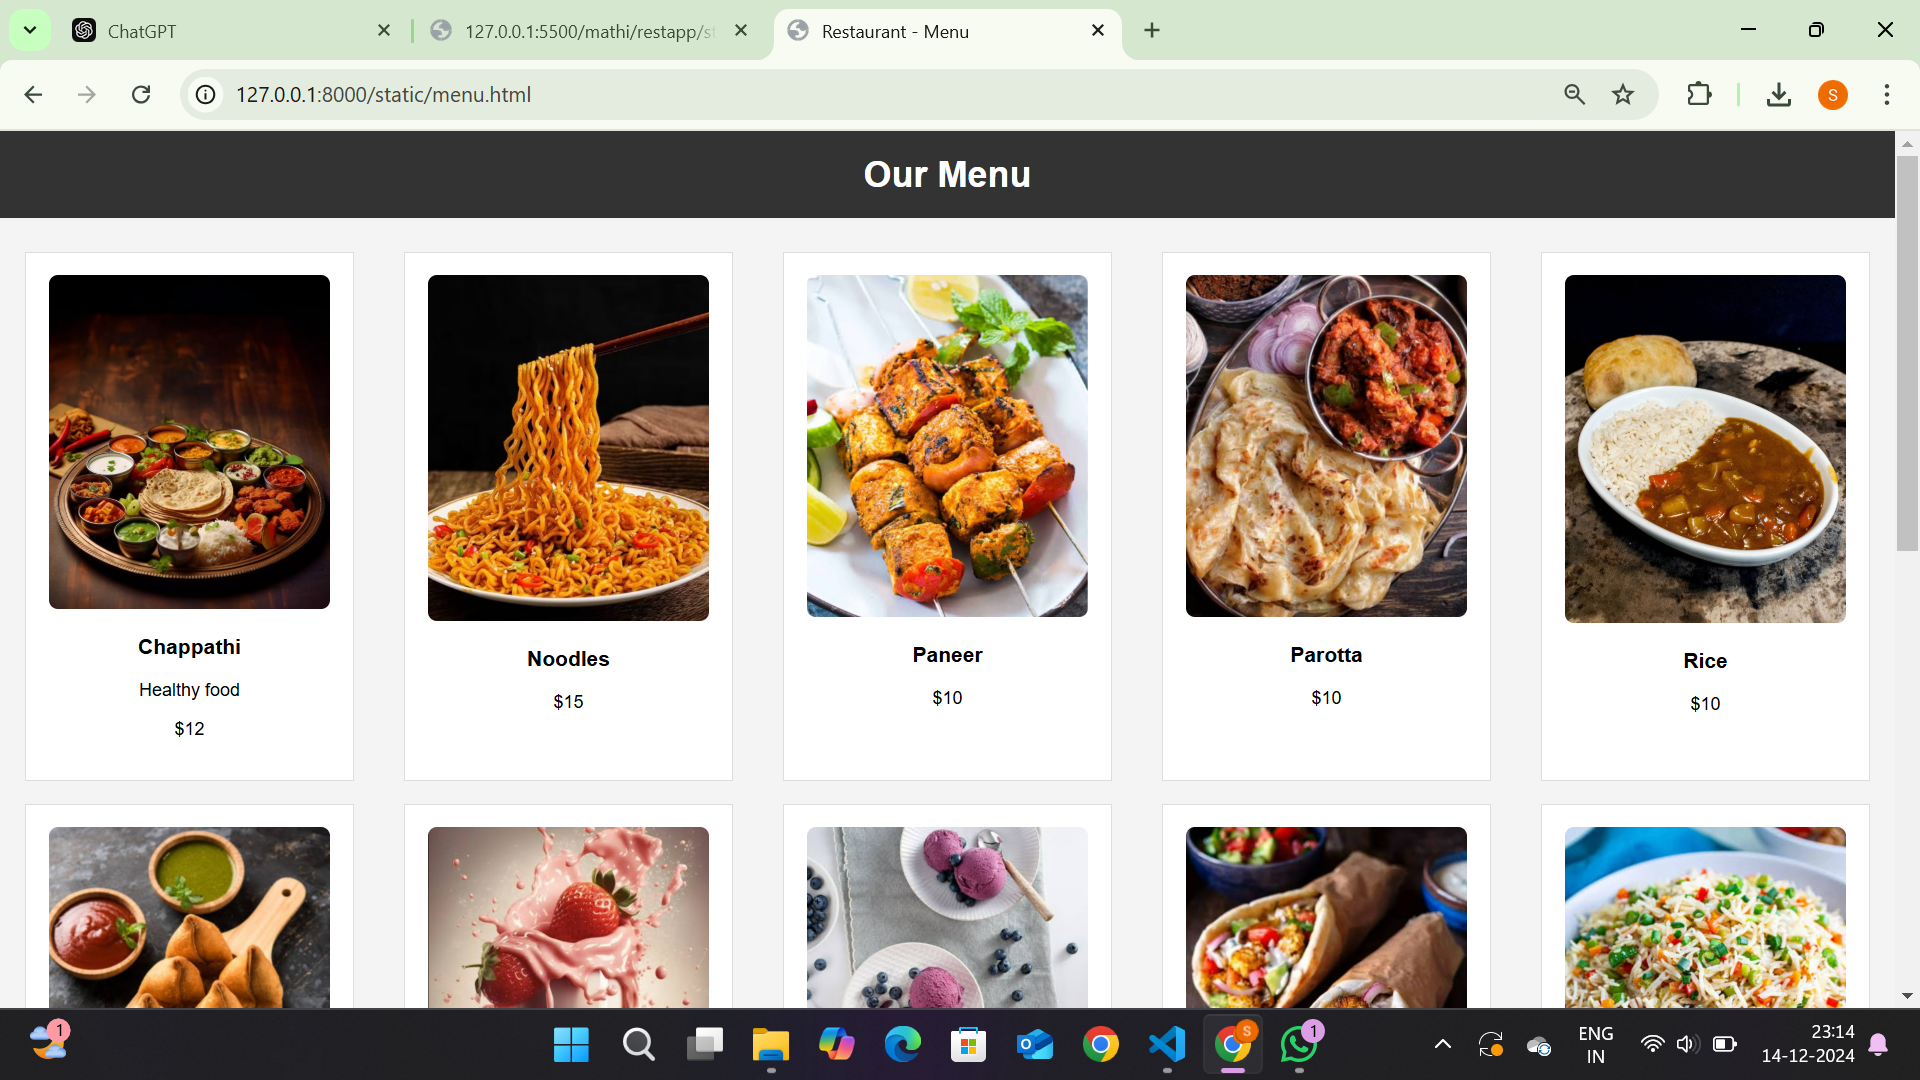 ChatGPT
127.0.0.1:5500/mathi/restapp/s
Restaurant - Menu
127.0.0.1:8000/static/menu.html
S
Our Menu
Chappathi
Healthy food
$12
Noodles
$15
Paneer
$10
Parotta
$10
Rice
$10
1
S
1
ENG
IN
23:14
14-12-2024